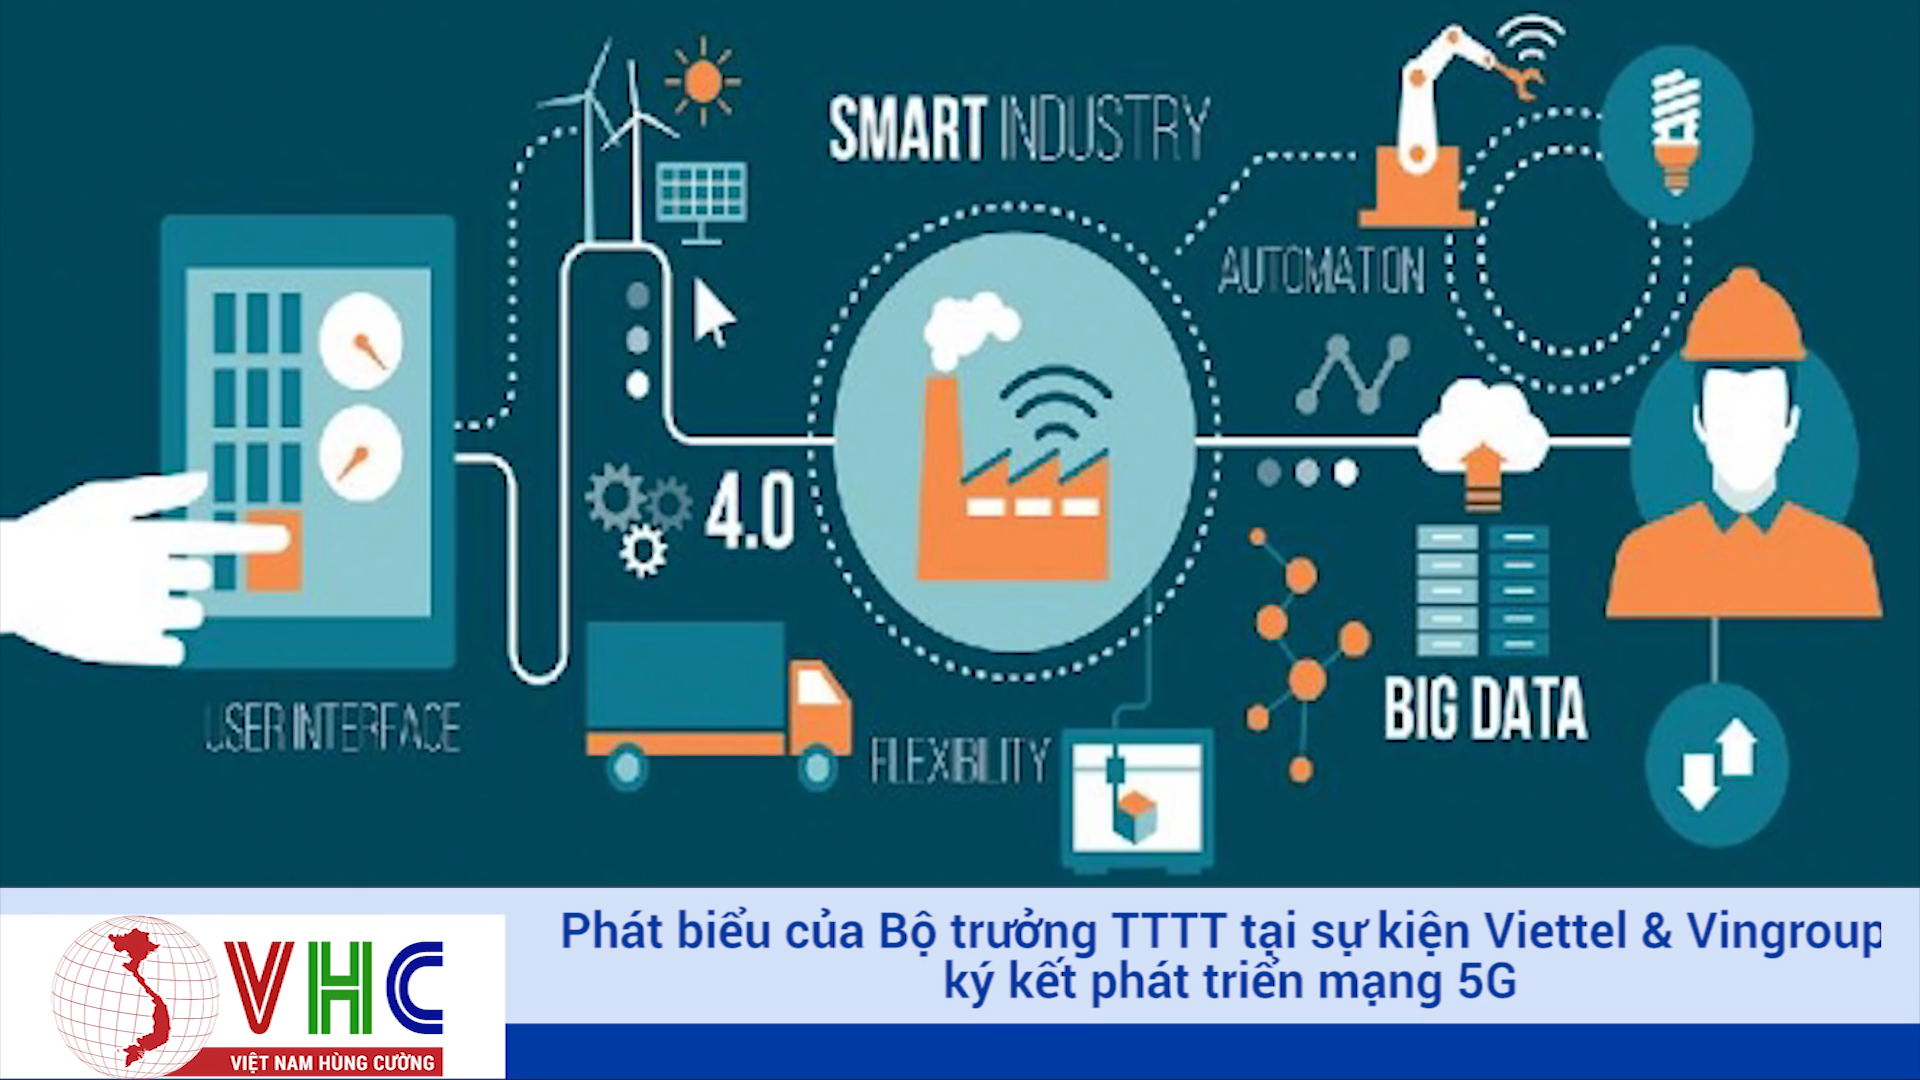 SMART INDUSTRY
AUTOMATION
4.0
USER INTERFACE
FLEXIBILITY
BIG DATA
Phát biểu của Bộ trưởng TTTT tại sự kiện Viettel & Vingroup
ký kết phát triển mạng 5G
VHC
VIỆT NAM HÙNG CƯỜNG